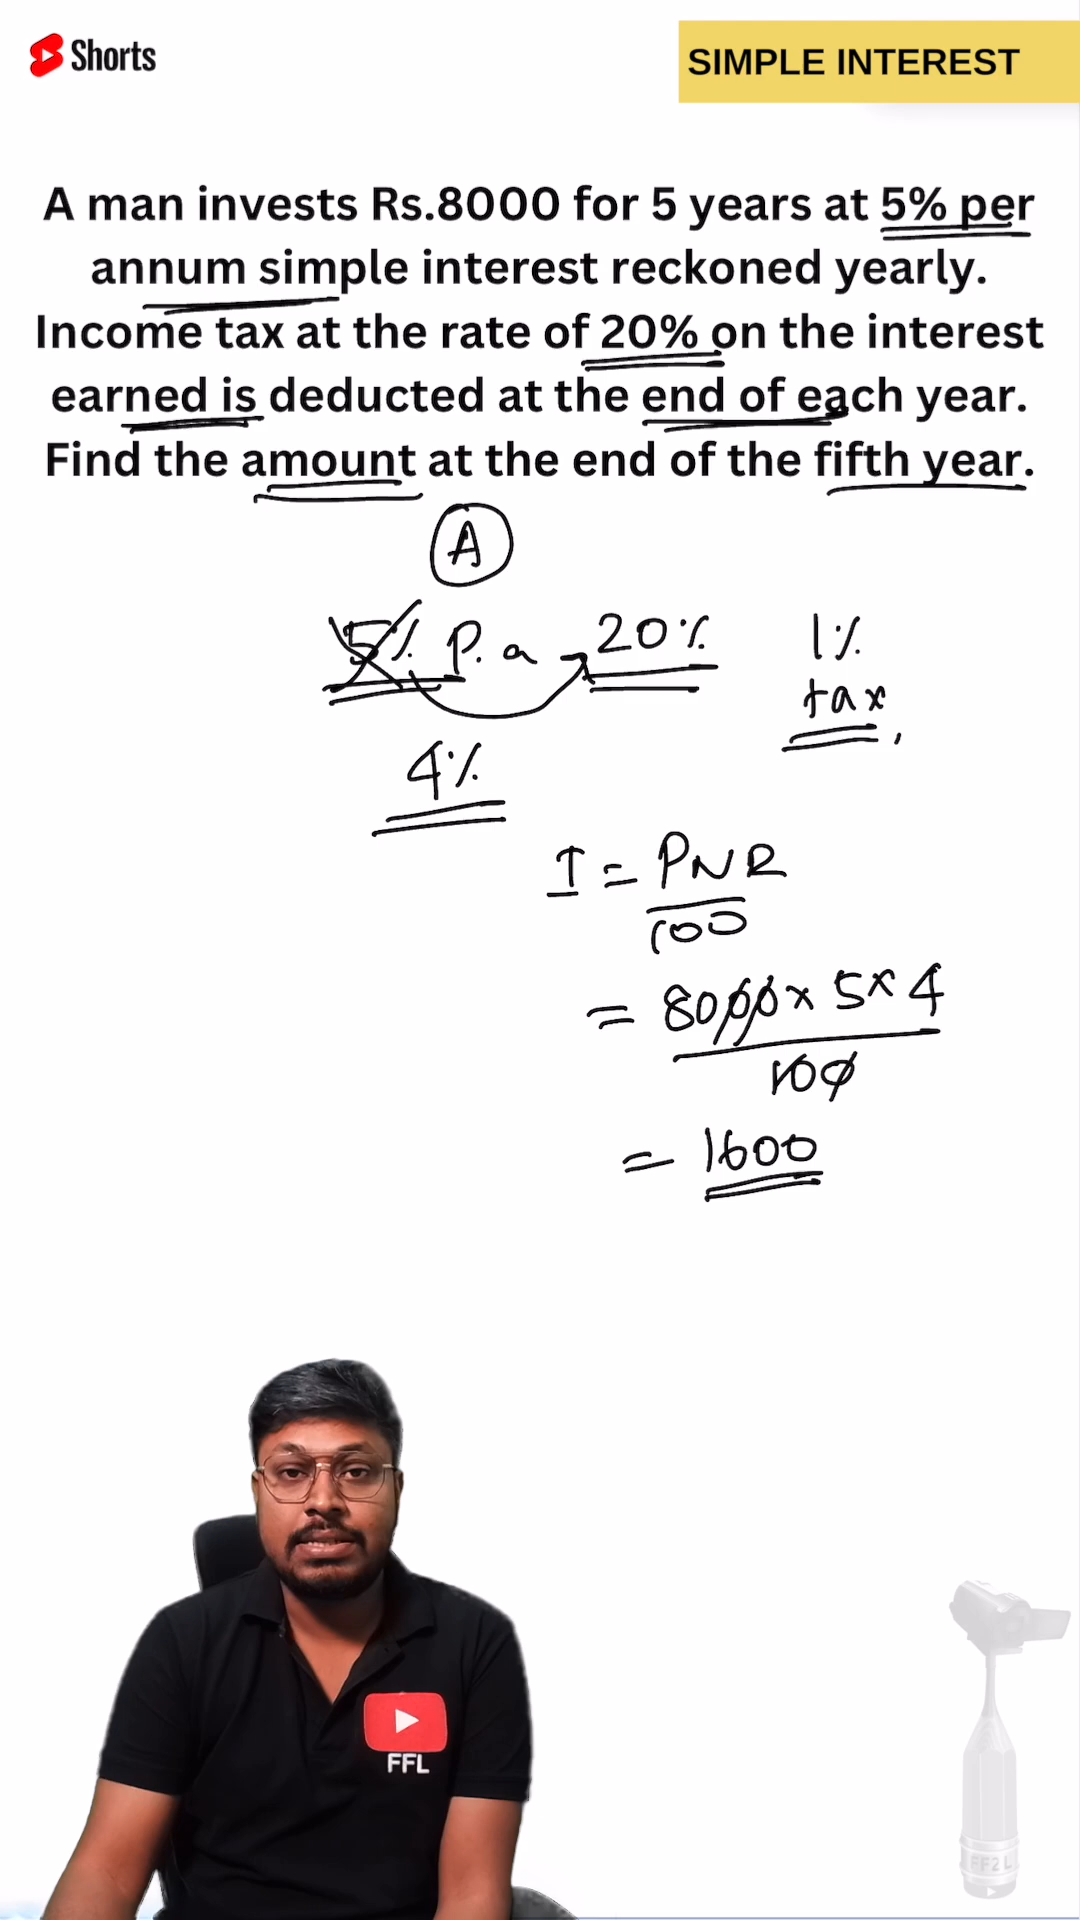 Shorts
SIMPLE INTEREST
A man invests Rs.8000 for 5 years at 5% per
annum simple interest reckoned yearly.
Income tax at the rate of 20% on the interest
earned is deducted at the end of each year.
Find the amount at the end of the fifth year.
A
5% P.a 20% 1%
tax
4%
I = PNR
100
= 8000 x 5 x 4
100
= 1600
FFL
FF2L